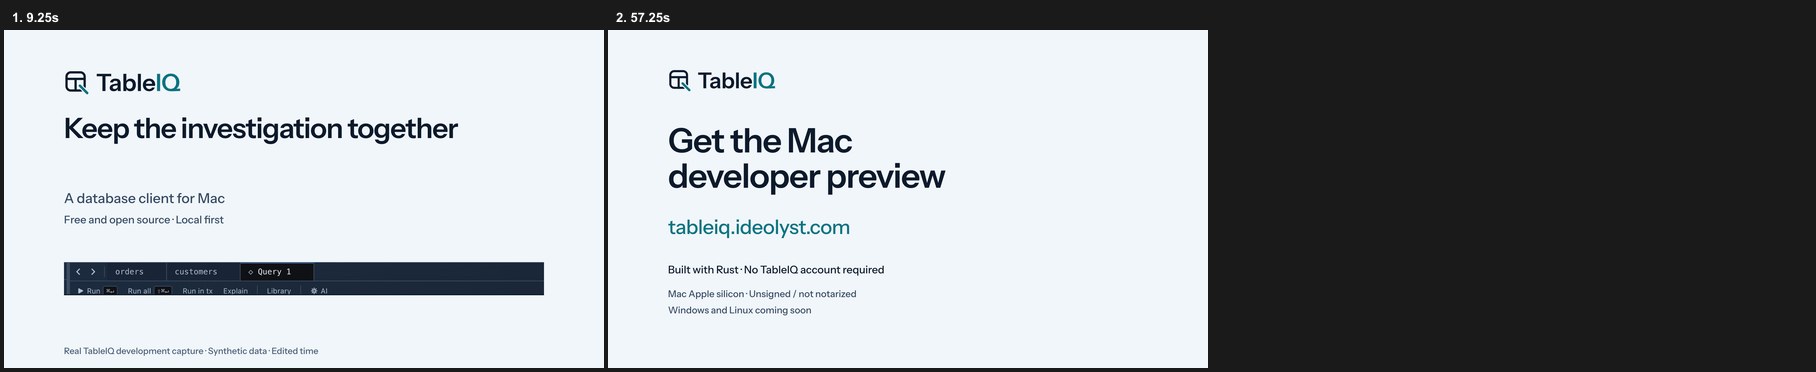 1. 9.25s
TableIQ
Keep the investigation together
A database client for Mac
Free and open source · Local first
orders customers ◇ Query 1
▶ Run Run all Run in tx Explain Library AI
Real TableIQ development capture · Synthetic data · Edited time
2. 57.25s
TableIQ
Get the Mac
developer preview
tableiq.ideolyst.com
Built with Rust · No TableIQ account required
Mac Apple silicon · Unsigned / not notarized
Windows and Linux coming soon